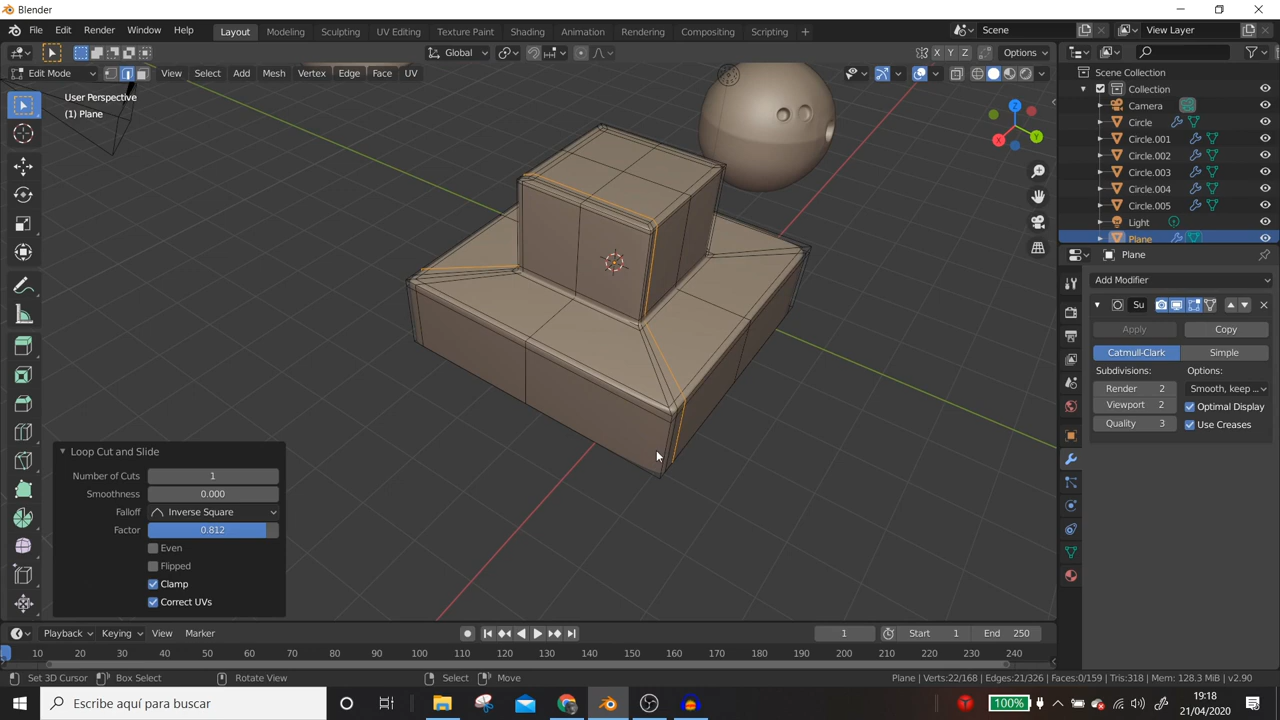 Blender
File Edit Render Window Help Layout Modeling Sculpting UV Editing Texture Paint Shading Animation Rendering Compositing Scripting + Scene View Layer
Global X Y Z Options
Edit Mode View Select Add Mesh Vertex Edge Face UV
User Perspective
(1) Plane
Z
Y
X
Scene Collection
Collection
Camera
Circle
Circle.001
Circle.002
Circle.003
Circle.004
Circle.005
Light
Plane
Plane
Add Modifier
Su
Apply Copy
Catmull-Clark Simple
Subdivisions: Options:
Render 2 Smooth, keep ...
Viewport 2 Optimal Display
Quality 3 Use Creases
Loop Cut and Slide
Number of Cuts 1
Smoothness 0.000
Falloff Inverse Square
Factor 0.812
Even
Flipped
Clamp
Correct UVs
Playback Keying View Marker 1 Start 1 End 250
10 20 30 40 50 60 70 80 90 100 110 120 130 140 150 160 170 180 190 200 210 220 230 240
Set 3D Cursor Box Select Rotate View Select Move Plane | Verts:22/168 | Edges:21/326 | Faces:0/159 | Tris:318 | Mem: 128.3 MiB | v2.90
Escribe aquí para buscar 100% 19:18
21/04/2020